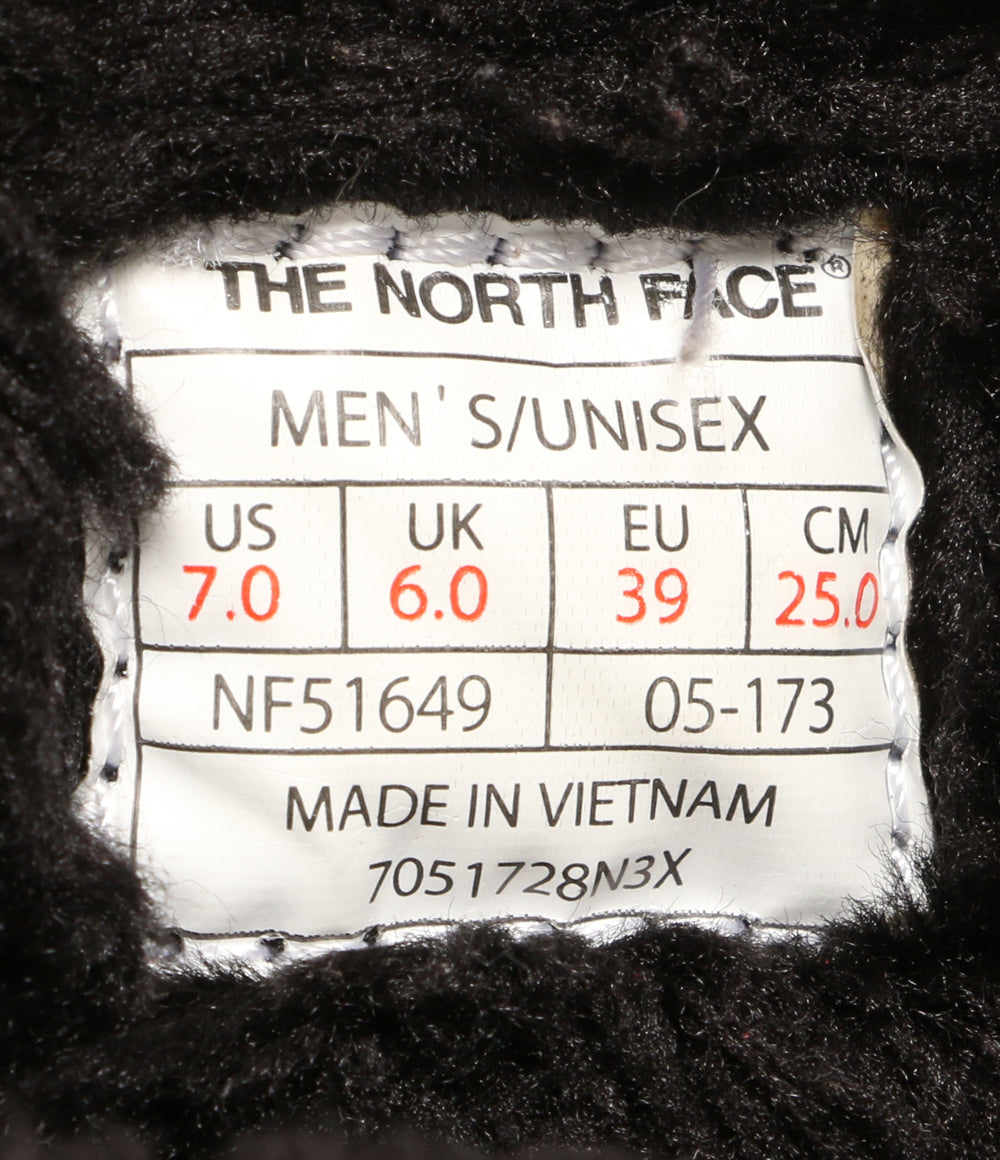 THE NORTH FACE®
MEN'S/UNISEX
US UK EU CM
7.0 6.0 39 25.0
NF51649 05-173
MADE IN VIETNAM
7051728N3X